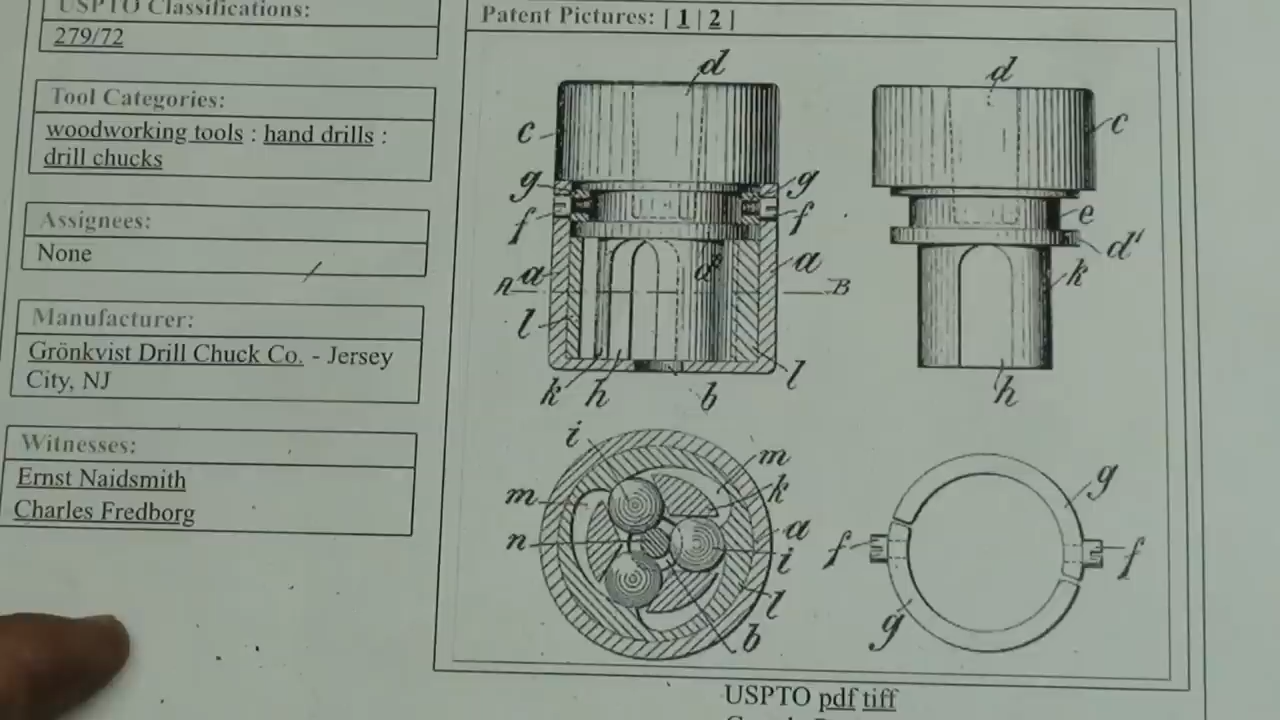 USPTO Classifications:
279/72
Tool Categories:
woodworking tools : hand drills :
drill chucks
Assignees:
None
Manufacturer:
Grönkvist Drill Chuck Co. - Jersey
City, NJ
Witnesses:
Ernst Naidsmith
Charles Fredborg
Patent Pictures: [ 1 | 2 ]
d
c
g
g
f
f
a
a
d'
A
B
l
l
k
h
b
d
c
e
d'
k
h
i
m
m
k
n
a
i
l
b
g
f
f
g
USPTO pdf tiff